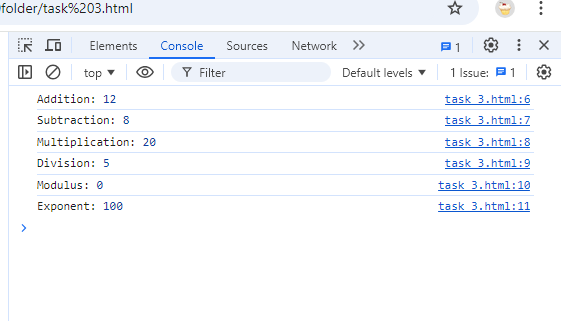 folder/task%203.html
Elements Console Sources Network 1
top Filter Default levels 1 Issue: 1
Addition: 12 task 3.html:6
Subtraction: 8 task 3.html:7
Multiplication: 20 task 3.html:8
Division: 5 task 3.html:9
Modulus: 0 task 3.html:10
Exponent: 100 task 3.html:11